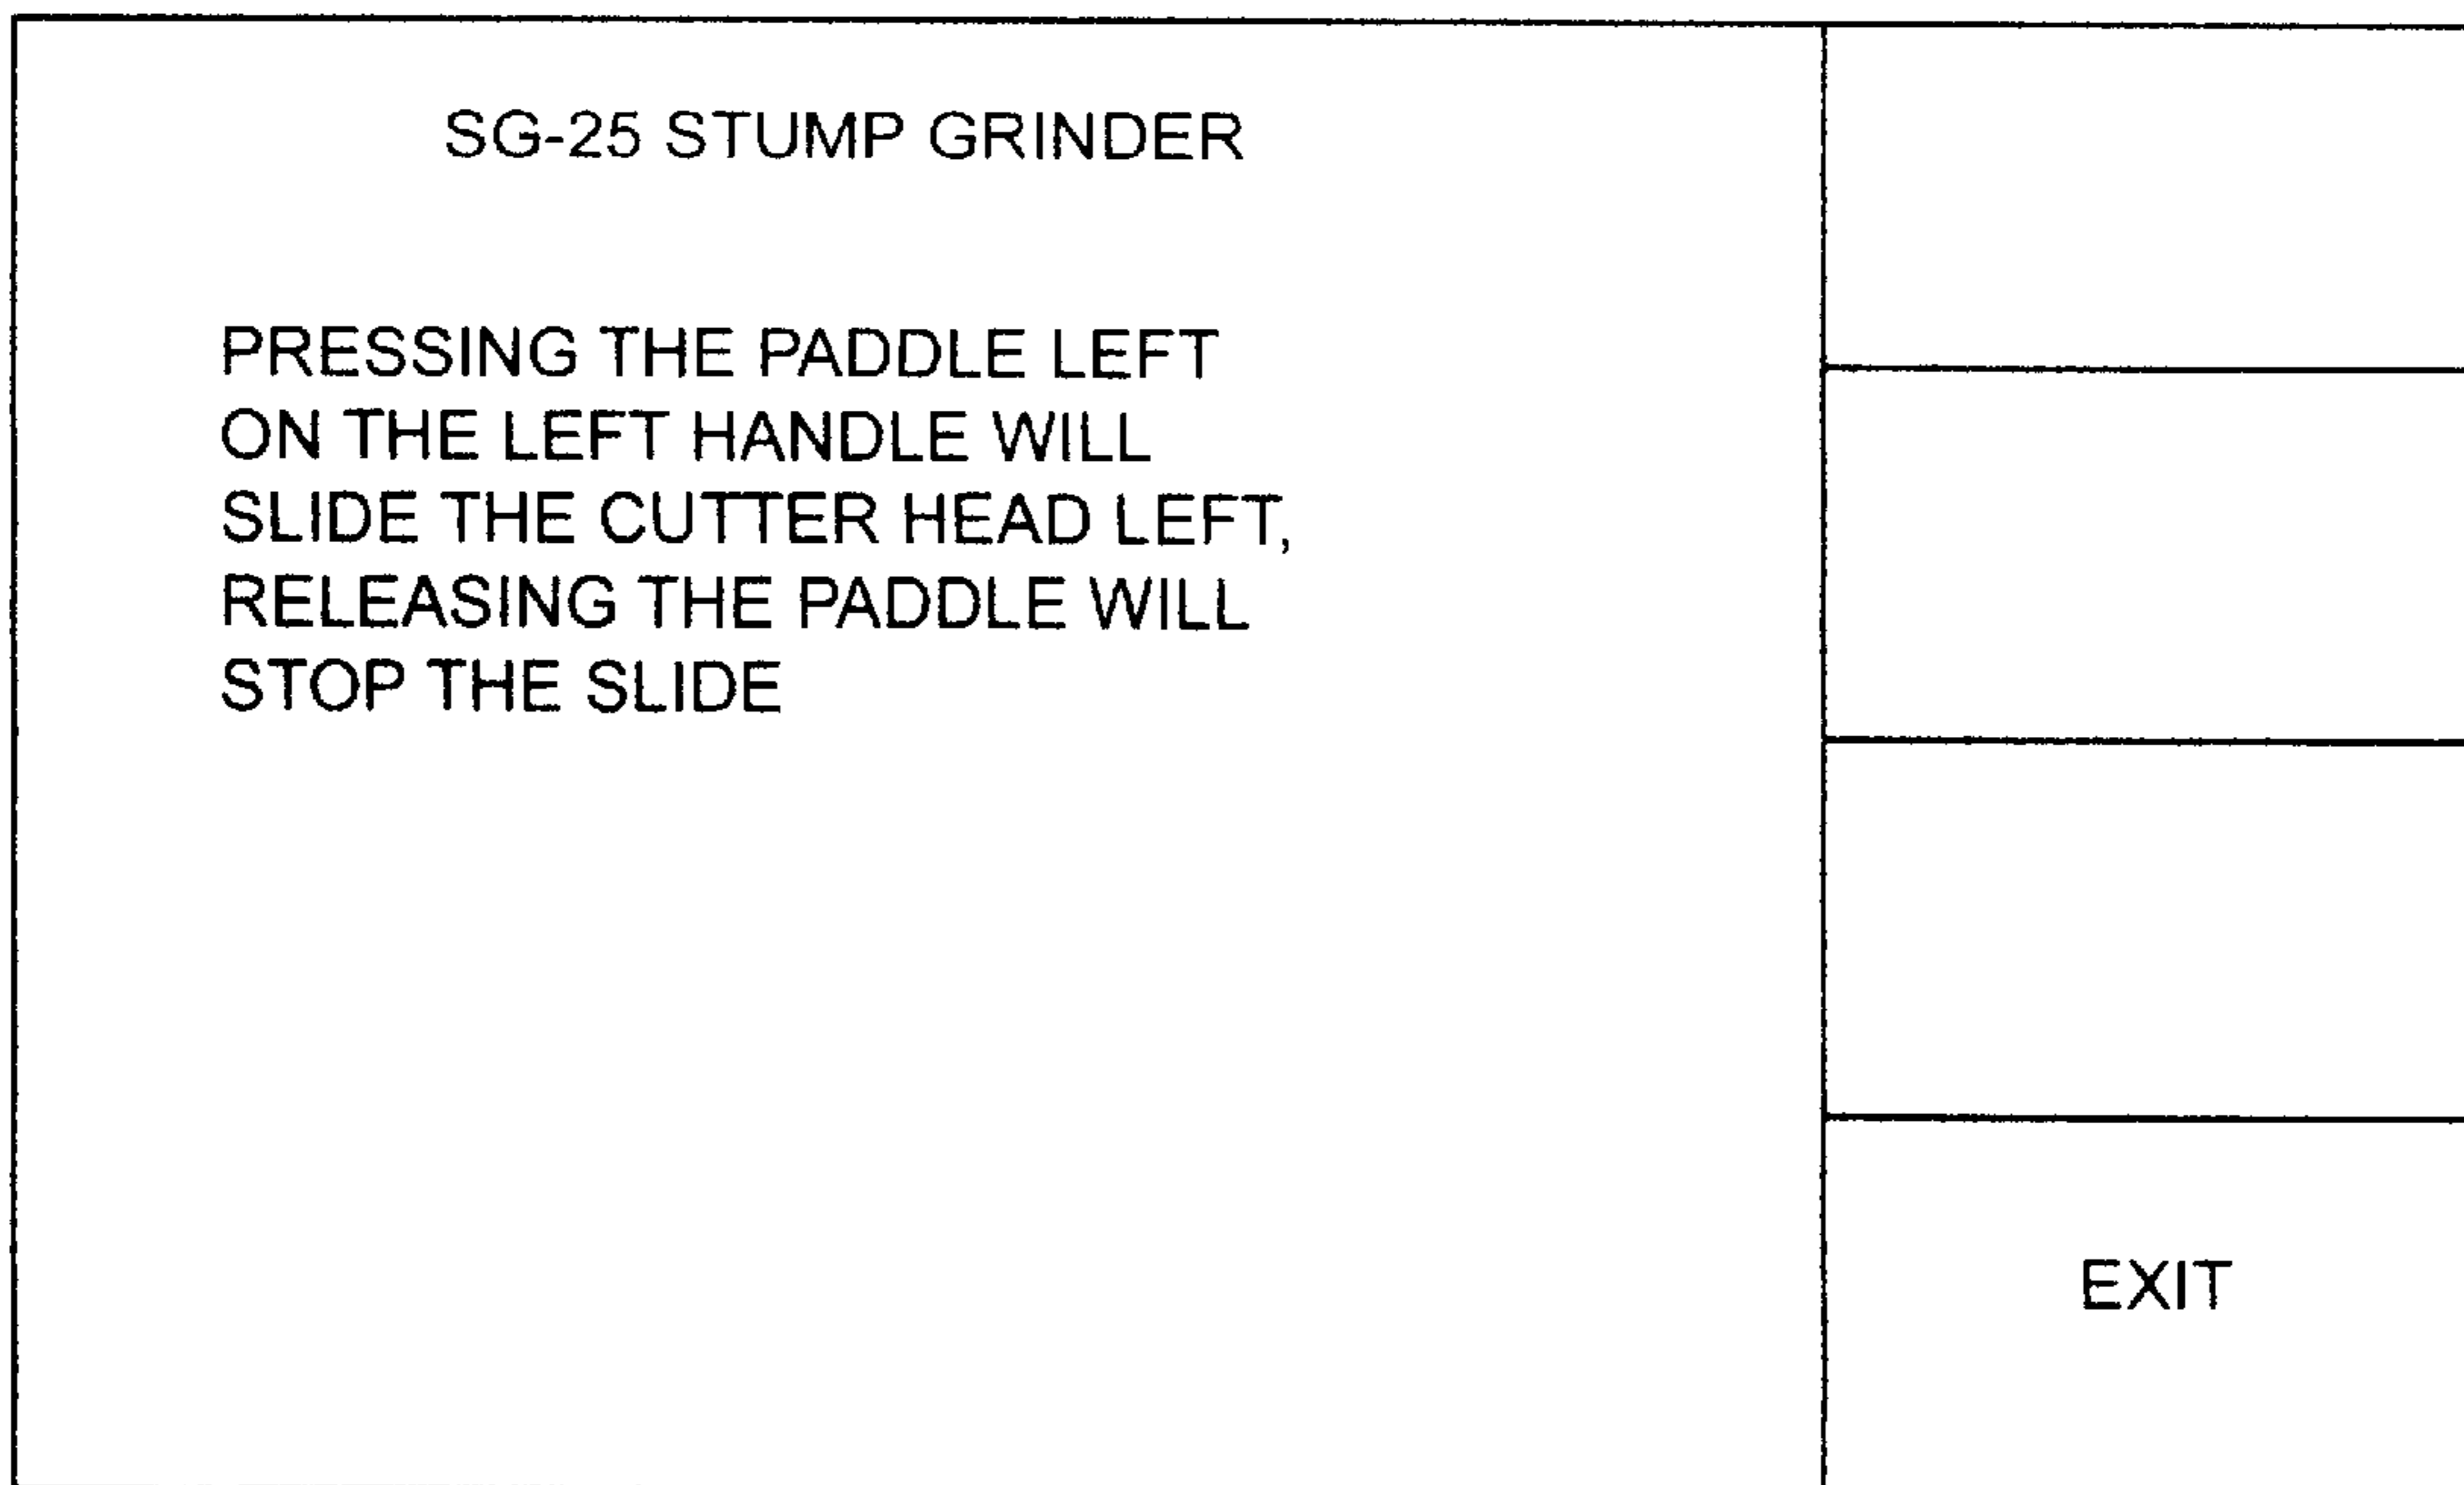 SG-25 STUMP GRINDER
PRESSING THE PADDLE LEFT
ON THE LEFT HANDLE WILL
SLIDE THE CUTTER HEAD LEFT,
RELEASING THE PADDLE WILL
STOP THE SLIDE
EXIT